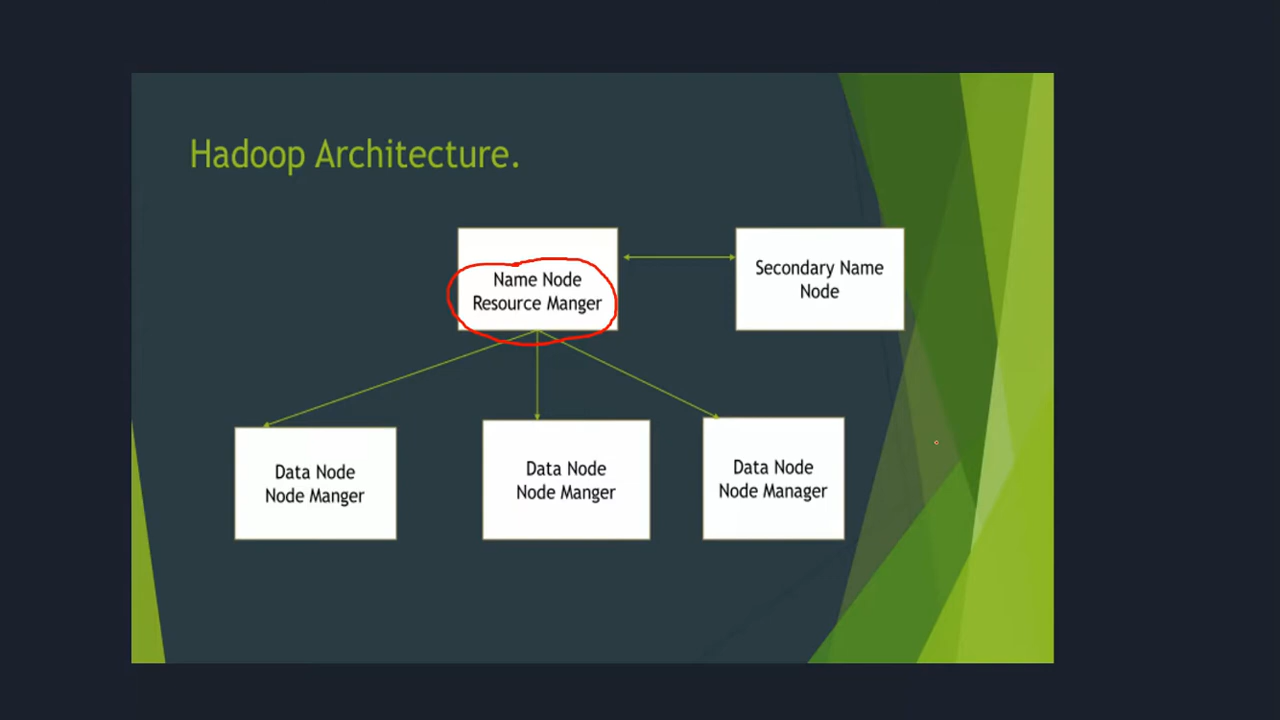 Hadoop Architecture.
Name Node
Resource Manger
Secondary Name
Node
Data Node
Node Manger
Data Node
Node Manger
Data Node
Node Manager